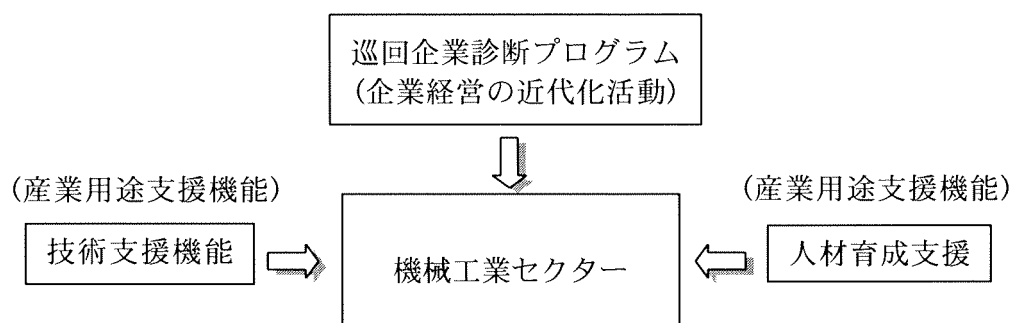 巡回企業診断プログラム
(企業経営の近代化活動)
(産業用途支援機能)
(産業用途支援機能)
技術支援機能
機械工業セクター
人材育成支援